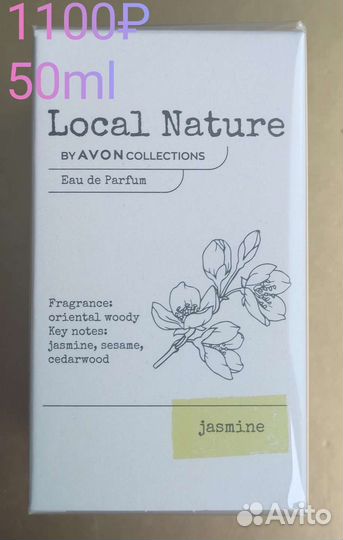 1100₽
50ml
Local Nature
BY AVON COLLECTIONS
Eau de Parfum
Fragrance:
oriental woody
Key notes:
jasmine, sesame,
cedarwood
jasmine
Avito